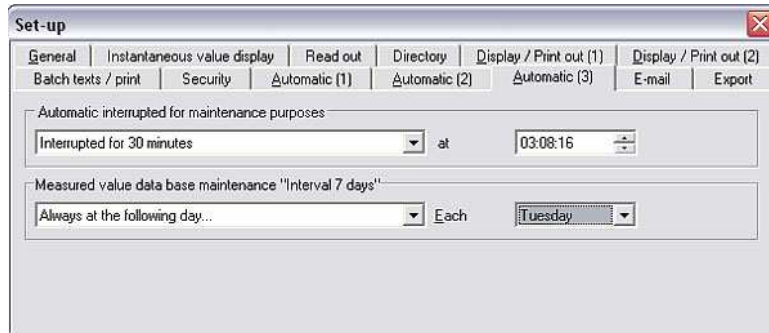 Set-up
General Instantaneous value display Read out Directory Display / Print out (1) Display / Print out (2)
Batch texts / print Security Automatic (1) Automatic (2) Automatic (3) E-mail Export
Automatic interrupted for maintenance purposes
Interrupted for 30 minutes at 03:08:16
Measured value data base maintenance "Interval 7 days"
Always at the following day... Each Tuesday